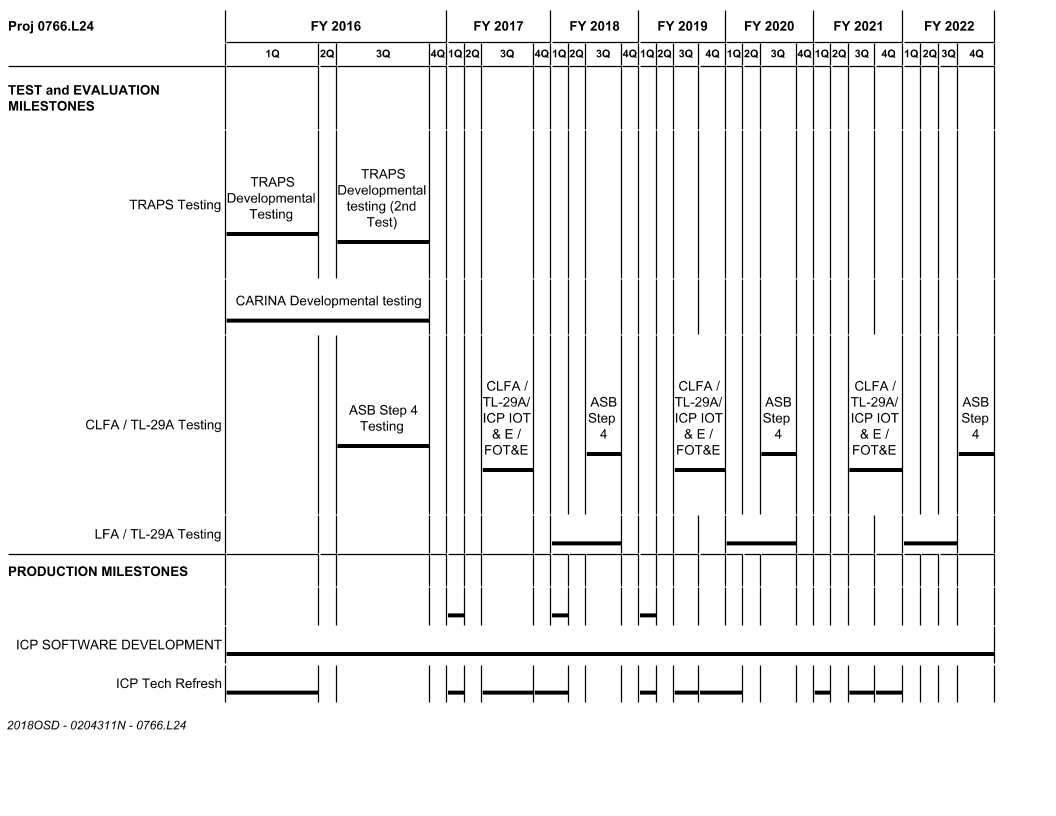 Proj 0766.L24 FY 2016 FY 2017 FY 2018 FY 2019 FY 2020 FY 2021 FY 2022
1Q 2Q 3Q 4Q 1Q 2Q 3Q 4Q 1Q 2Q 3Q 4Q 1Q 2Q 3Q 4Q 1Q 2Q 3Q 4Q 1Q 2Q 3Q 4Q 1Q 2Q 3Q 4Q
TEST and EVALUATION
MILESTONES
TRAPS Testing
TRAPS
Developmental
Testing
TRAPS
Developmental
testing (2nd
Test)
CARINA Developmental testing
CLFA / TL-29A Testing
ASB Step 4
Testing
CLFA /
TL-29A/
ICP IOT
& E /
FOT&E
ASB
Step
4
CLFA /
TL-29A/
ICP IOT
& E /
FOT&E
ASB
Step
4
CLFA /
TL-29A/
ICP IOT
& E /
FOT&E
ASB
Step
4
LFA / TL-29A Testing
PRODUCTION MILESTONES
ICP SOFTWARE DEVELOPMENT
ICP Tech Refresh
2018OSD - 0204311N - 0766.L24